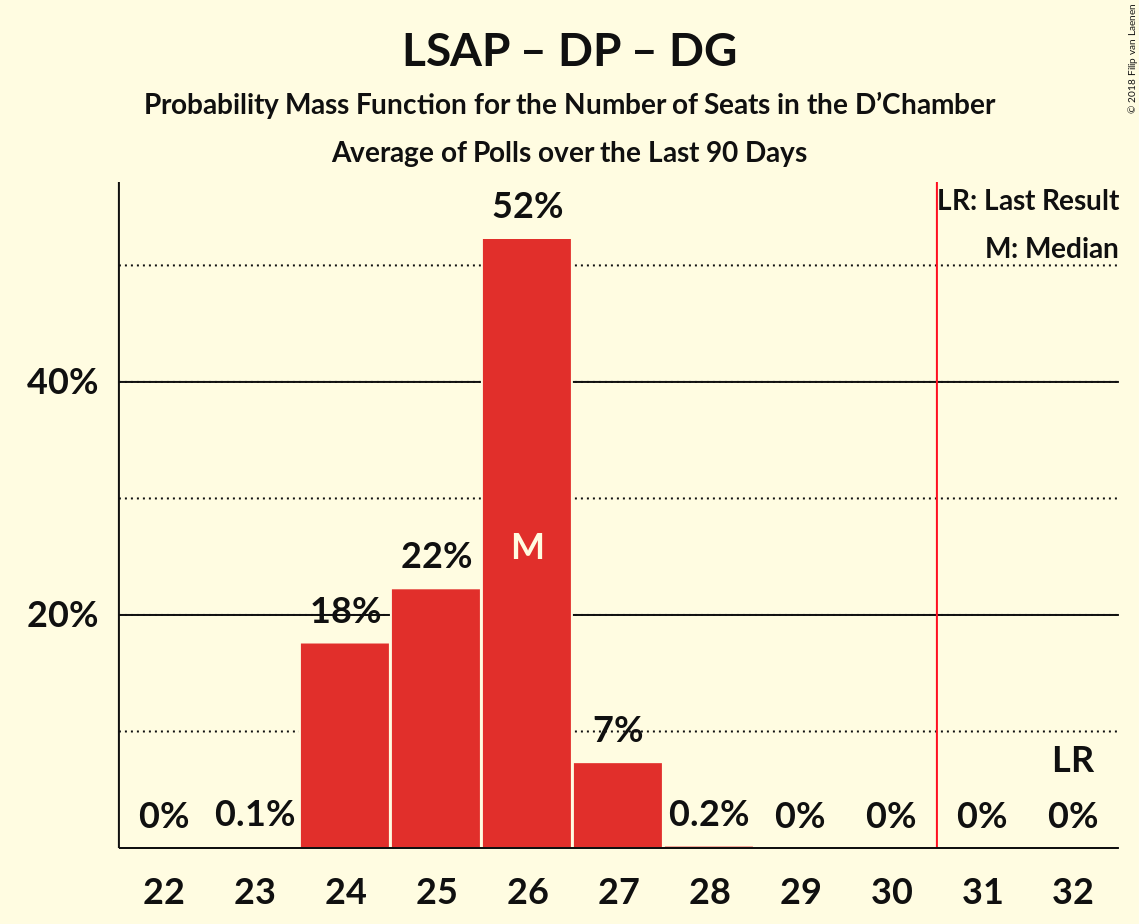 LSAP – DP – DG
Probability Mass Function for the Number of Seats in the D’Chamber
Average of Polls over the Last 90 Days
© 2018 Filip van Laenen
LR: Last Result
M: Median
52%
40%
M
22%
18%
20%
7%
LR
0% 0.1% 0.2% 0% 0% 0% 0%
22 23 24 25 26 27 28 29 30 31 32